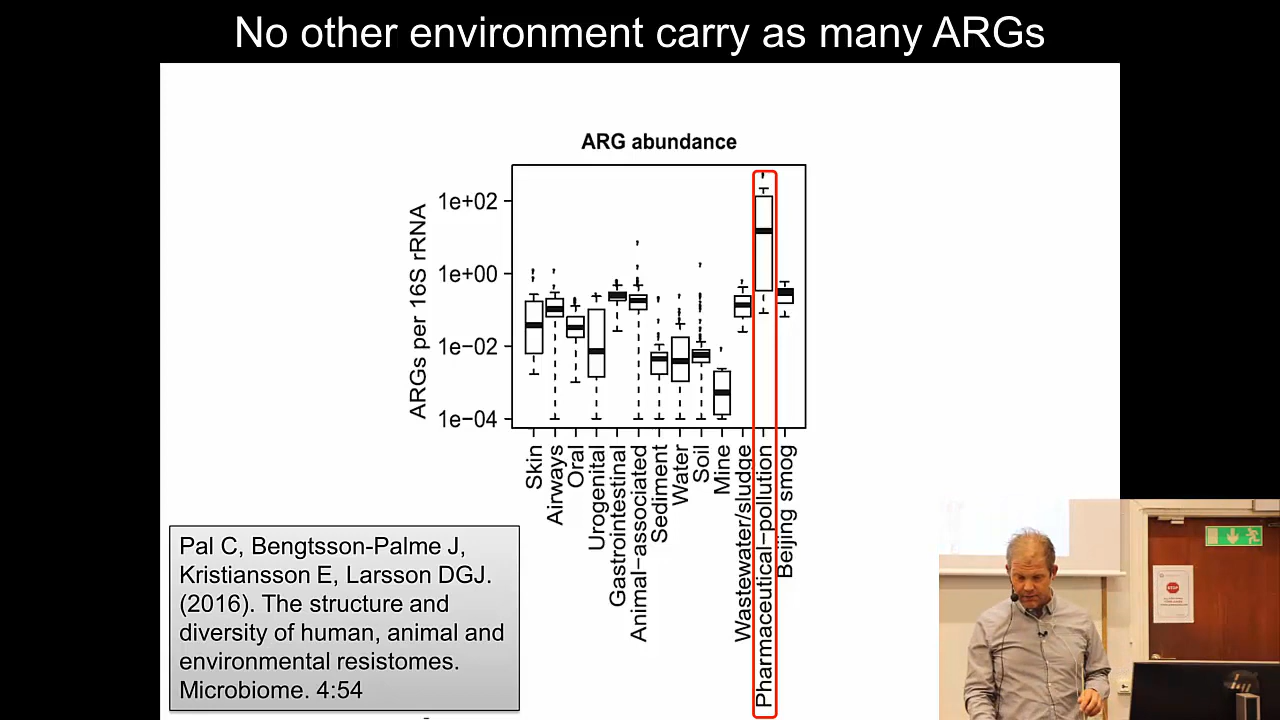 No other environment carry as many ARGs
ARG abundance
ARGs per 16S rRNA
1e+02
1e+00
1e−02
1e−04
Skin
Airways
Oral
Urogenital
Gastrointestinal
Animal−associated
Sediment
Water
Soil
Mine
Wastewater/sludge
Pharmaceutical−pollution
Beijing smog
Pal C, Bengtsson-Palme J,
Kristiansson E, Larsson DGJ.
(2016). The structure and
diversity of human, animal and
environmental resistomes.
Microbiome. 4:54
STOP